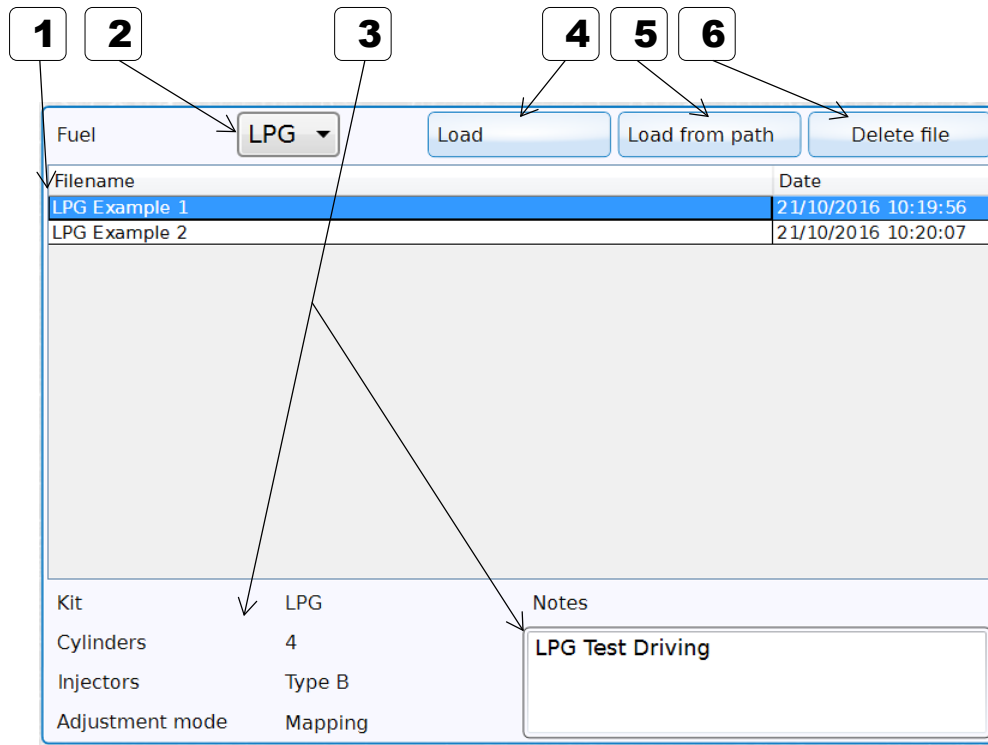 1 2 3 4 5 6
Fuel LPG Load Load from path Delete file
Filename Date
LPG Example 1 21/10/2016 10:19:56
LPG Example 2 21/10/2016 10:20:07
Kit LPG Notes
Cylinders 4 LPG Test Driving
Injectors Type B
Adjustment mode Mapping